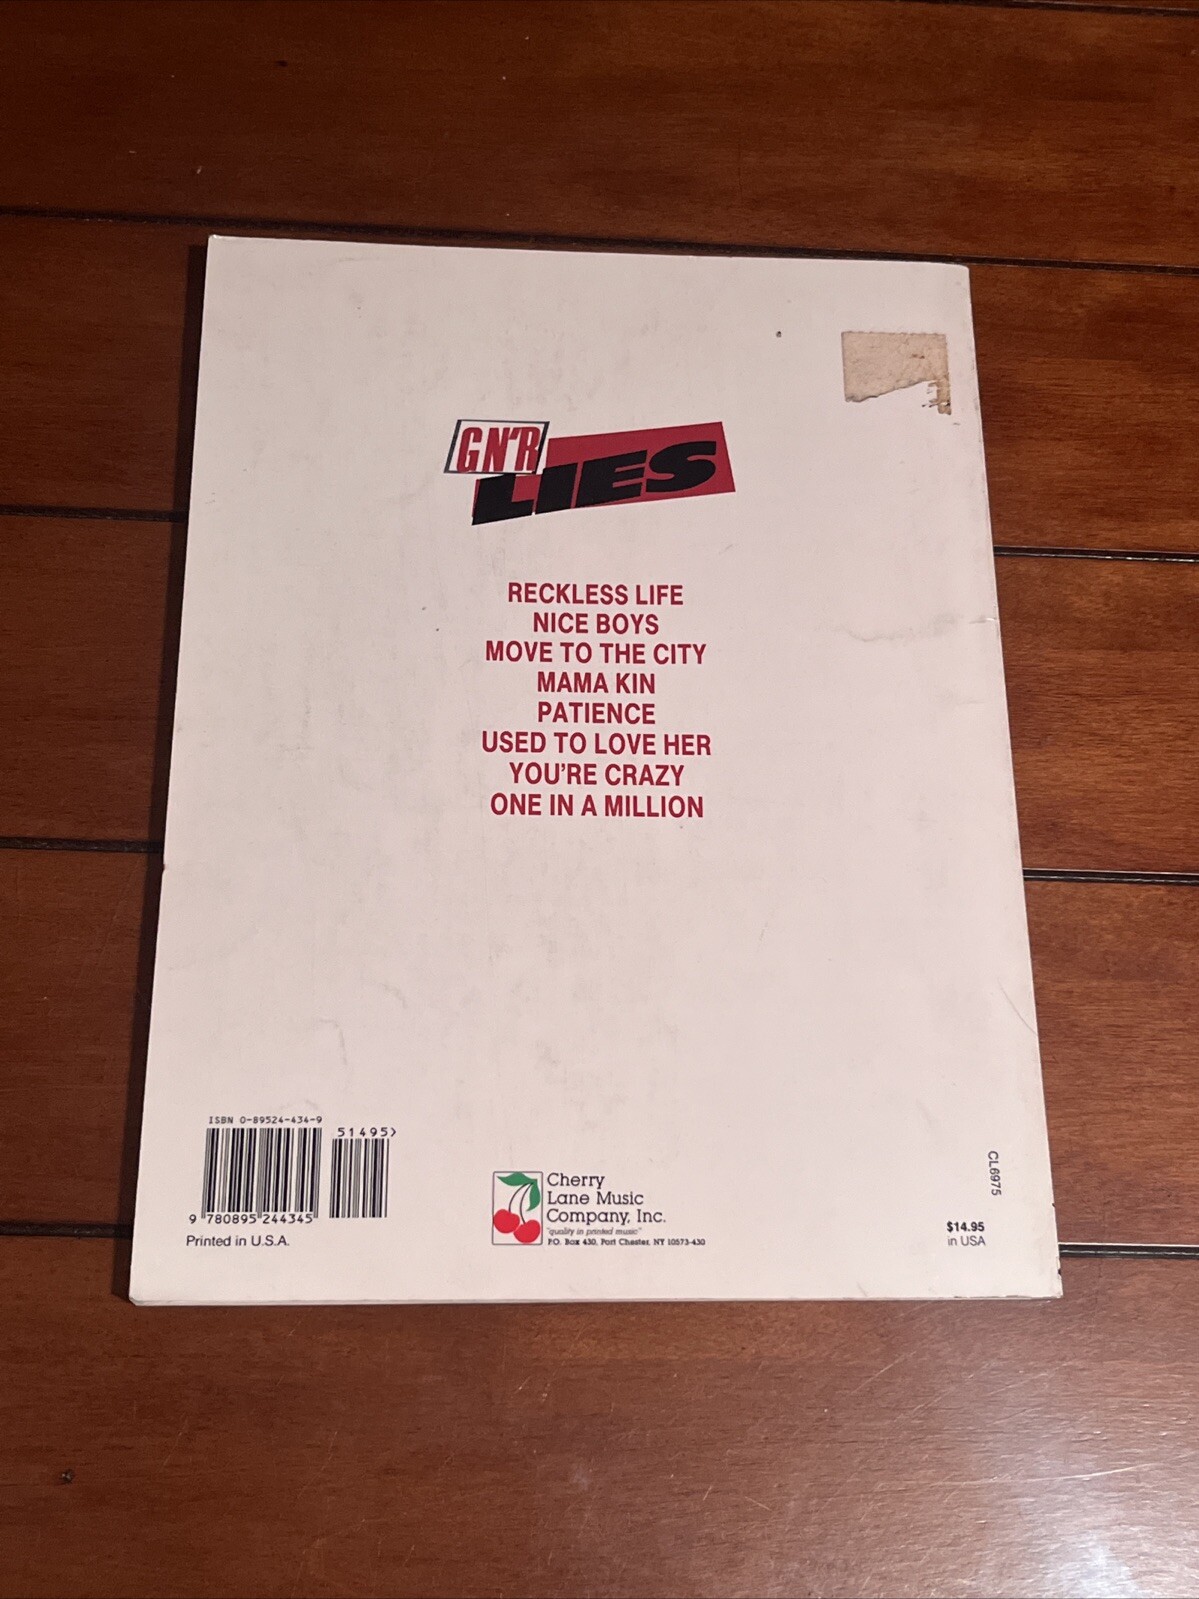 GN'R
LIES
RECKLESS LIFE
NICE BOYS
MOVE TO THE CITY
MAMA KIN
PATIENCE
USED TO LOVE HER
YOU'RE CRAZY
ONE IN A MILLION
ISBN 0-89524-434-9
51495>
9 780895 244345
Printed in U.S.A.
Cherry
Lane Music
Company, Inc.
"quality in printed music"
P.O. Box 430, Port Chester, NY 10573-430
CL6975
$14.95
in USA